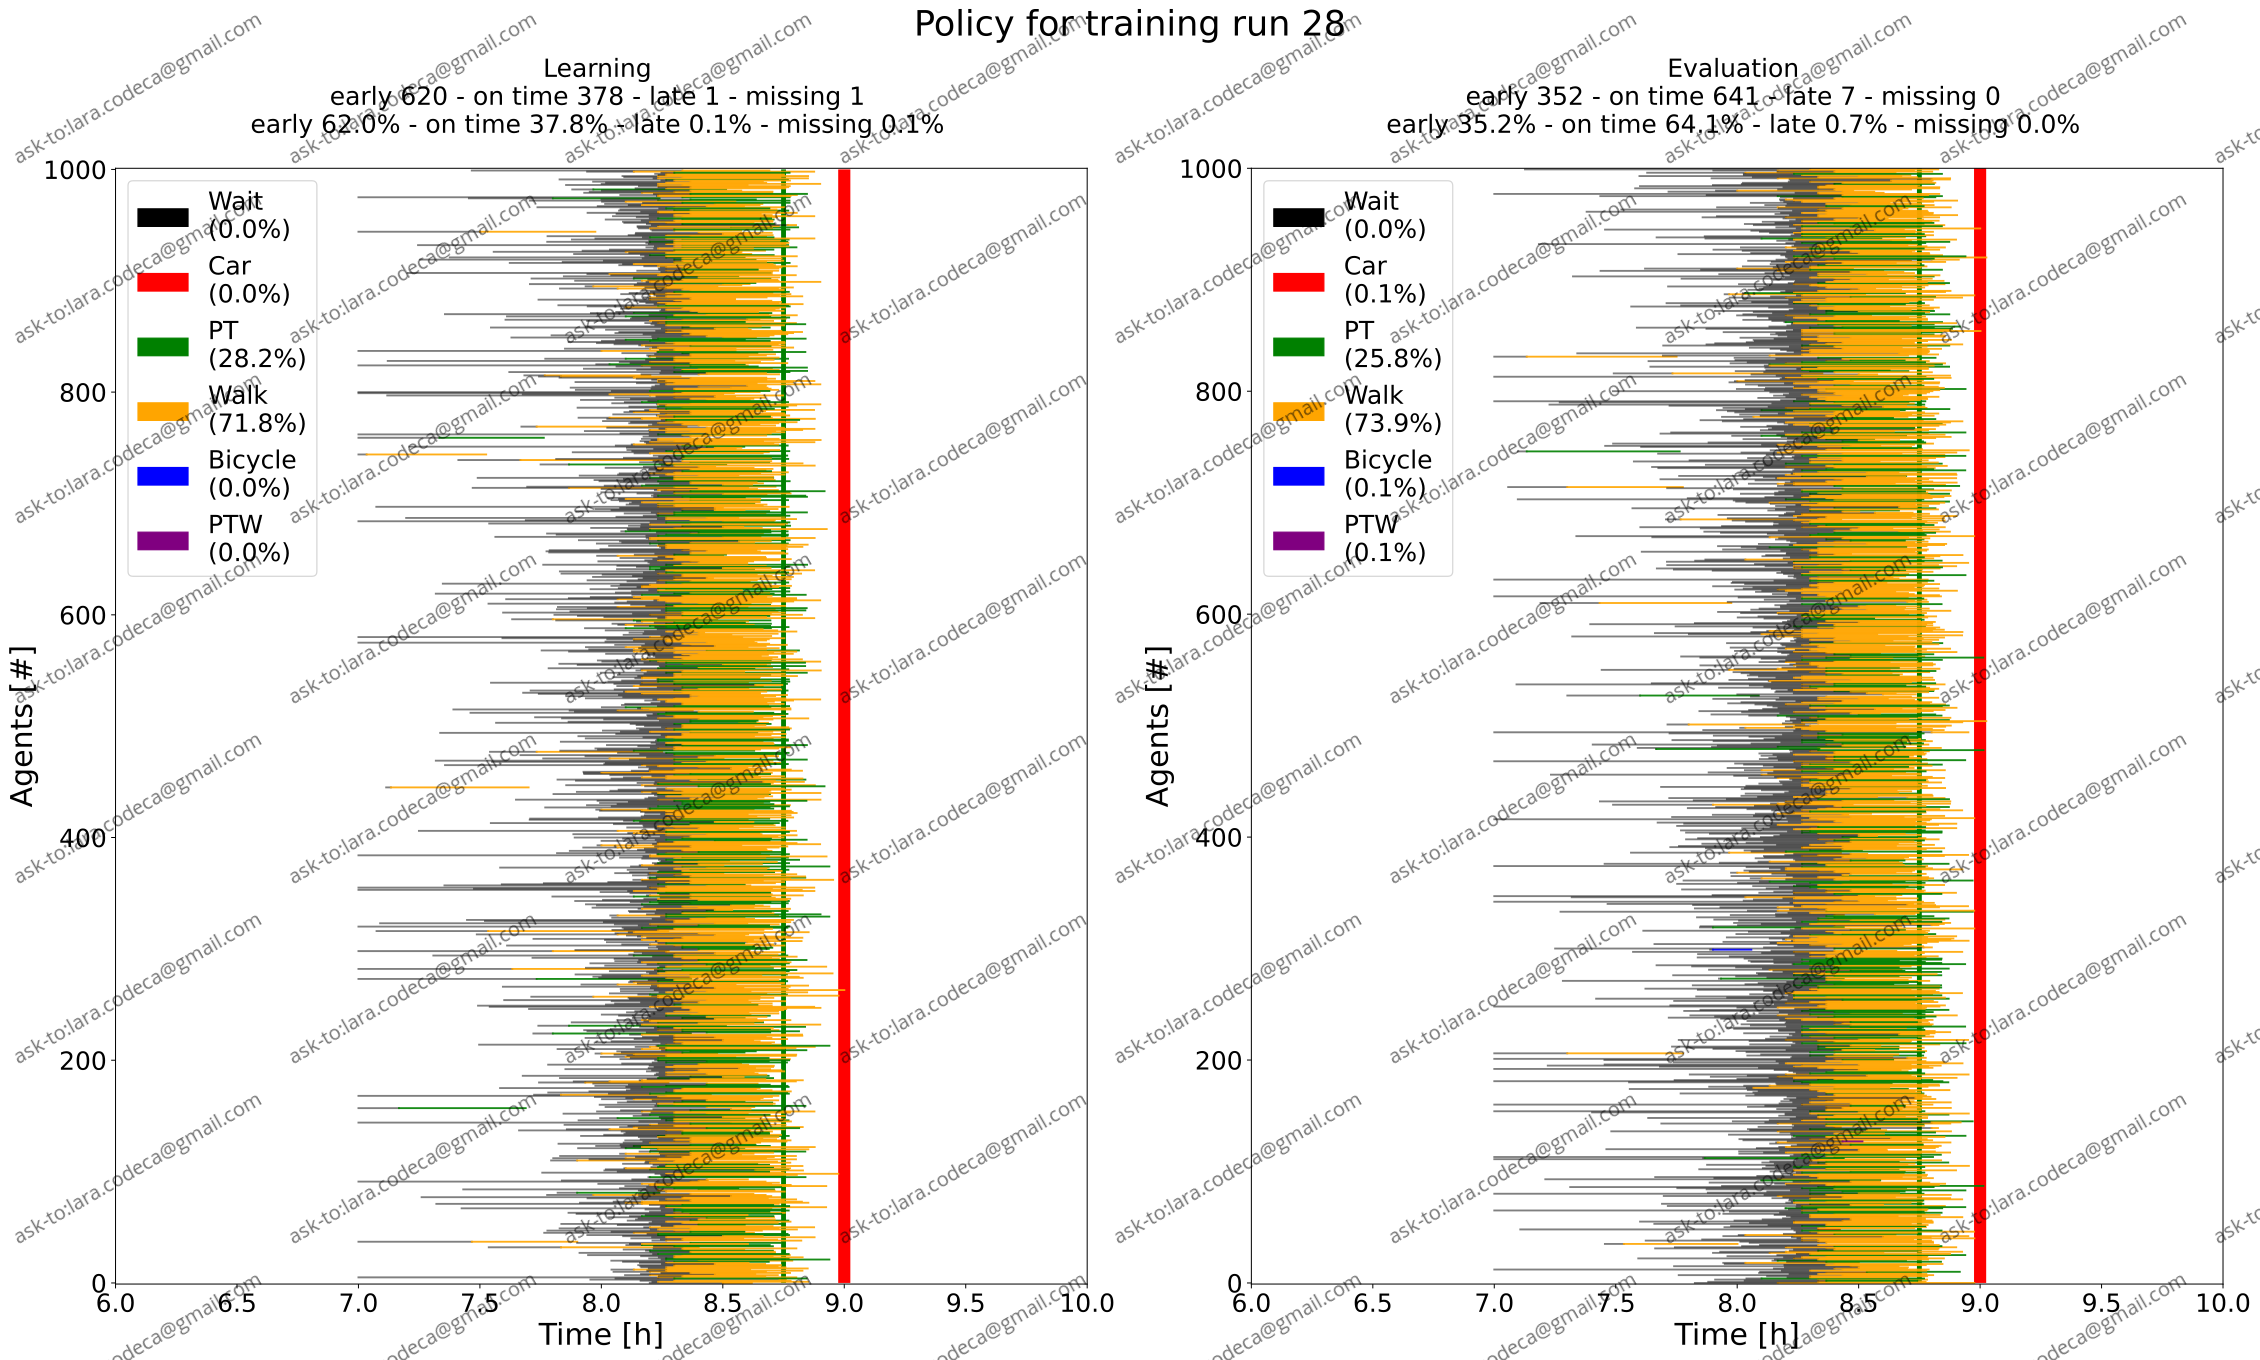 Policy for training run 28
Learning
early 620 - on time 378 - late 1 - missing 1
early 62.0% - on time 37.8% - late 0.1% - missing 0.1%
Wait
(0.0%)
Car
(0.0%)
PT
(28.2%)
Walk
(71.8%)
Bicycle
(0.0%)
PTW
(0.0%)
Agents [#]
1000
800
600
400
200
0
6.0 6.5 7.0 7.5 8.0 8.5 9.0 9.5 10.0
Time [h]
Evaluation
early 352 - on time 641 - late 7 - missing 0
early 35.2% - on time 64.1% - late 0.7% - missing 0.0%
Wait
(0.0%)
Car
(0.1%)
PT
(25.8%)
Walk
(73.9%)
Bicycle
(0.1%)
PTW
(0.1%)
Agents [#]
1000
800
600
400
200
0
6.0 6.5 7.0 7.5 8.0 8.5 9.0 9.5 10.0
Time [h]
ask-to:lara.codeca@gmail.com